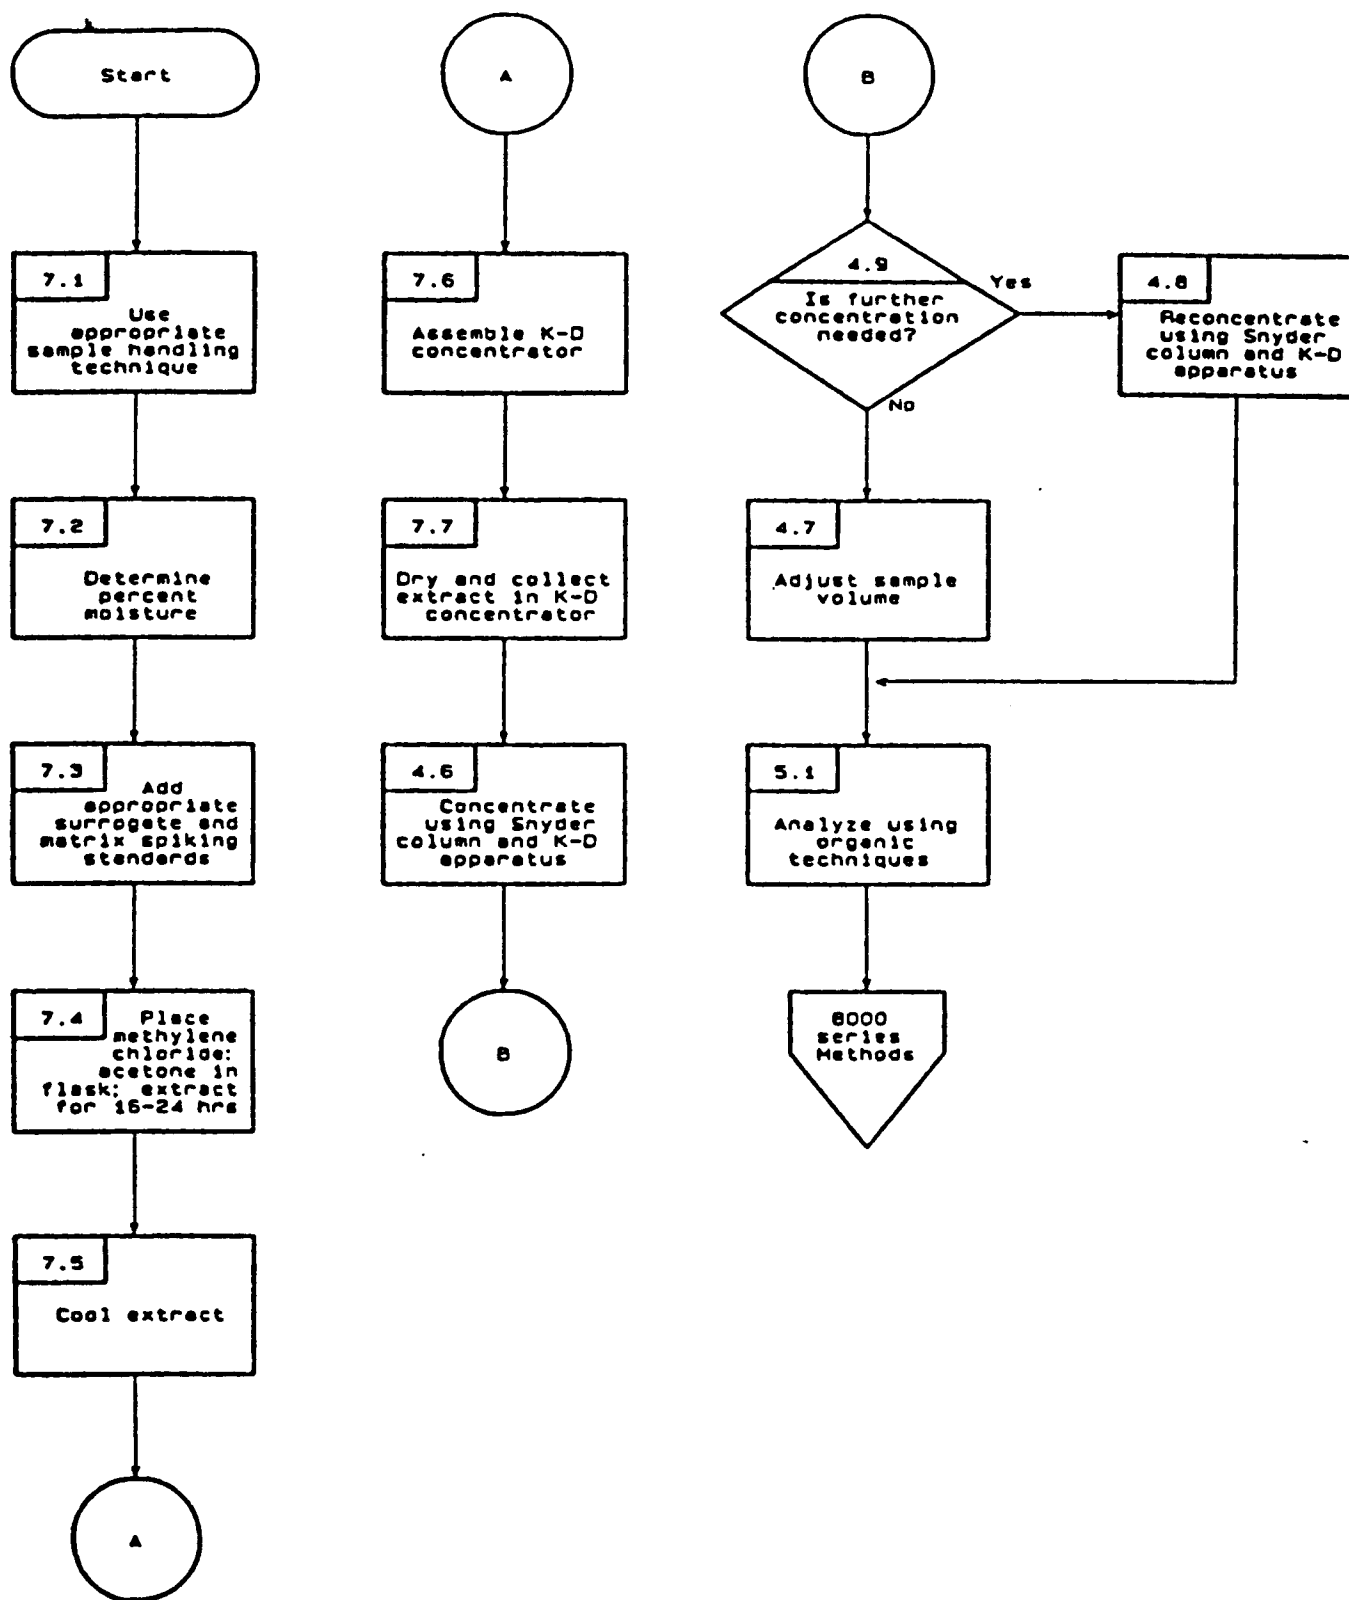 Start
7.1
Use
appropriate
sample handling
technique
7.2
Determine
percent
moisture
7.3
Add
appropriate
surrogate and
matrix spiking
standards
7.4
Place
methylene
chloride:
acetone in
flask; extract
for 16-24 hrs
7.5
Cool extract
A
A
7.6
Assemble K-D
concentrator
7.7
Dry and collect
extract in K-D
concentrator
4.6
Concentrate
using Snyder
column and K-D
apparatus
B
B
4.9
Is further
concentration
needed?
Yes
No
4.8
Reconcentrate
using Snyder
column and K-D
apparatus
4.7
Adjust sample
volume
5.1
Analyze using
organic
techniques
8000
series
Methods